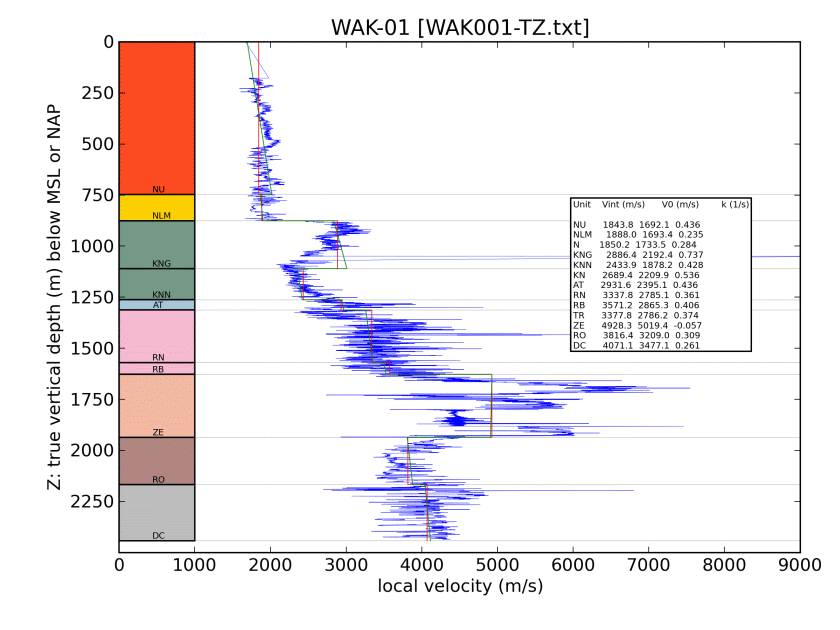 WAK-01 [WAK001-TZ.txt]
0
250
500
750
1000
1250
1500
1750
2000
2250
Z: true vertical depth (m) below MSL or NAP
NU
NLM
KNG
KNN
AT
RN
RB
ZE
RO
DC
Unit Vint (m/s) V0 (m/s) k (1/s)
NU 1843.8 1692.1 0.436
NLM 1888.0 1693.4 0.235
N 1850.2 1733.5 0.284
KNG 2886.4 2192.4 0.737
KNN 2433.9 1878.2 0.428
KN 2689.4 2209.9 0.536
AT 2931.6 2395.1 0.436
RN 3337.8 2785.1 0.361
RB 3571.2 2865.3 0.406
TR 3377.8 2786.2 0.374
ZE 4928.3 5019.4 -0.057
RO 3816.4 3209.0 0.309
DC 4071.1 3477.1 0.261
0 1000 2000 3000 4000 5000 6000 7000 8000 9000
local velocity (m/s)